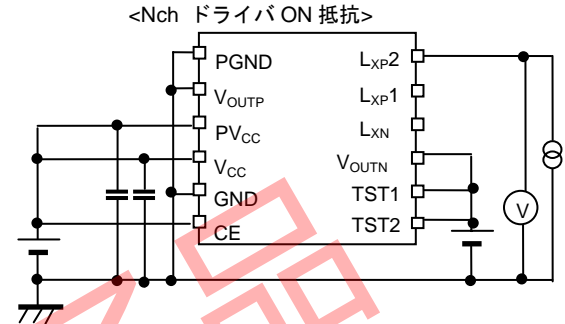 <Nch ドライバ ON 抵抗>
PGND
VOUTP
PVCC
VCC
GND
CE
LXP2
LXP1
LXN
VOUTN
TST1
TST2
V